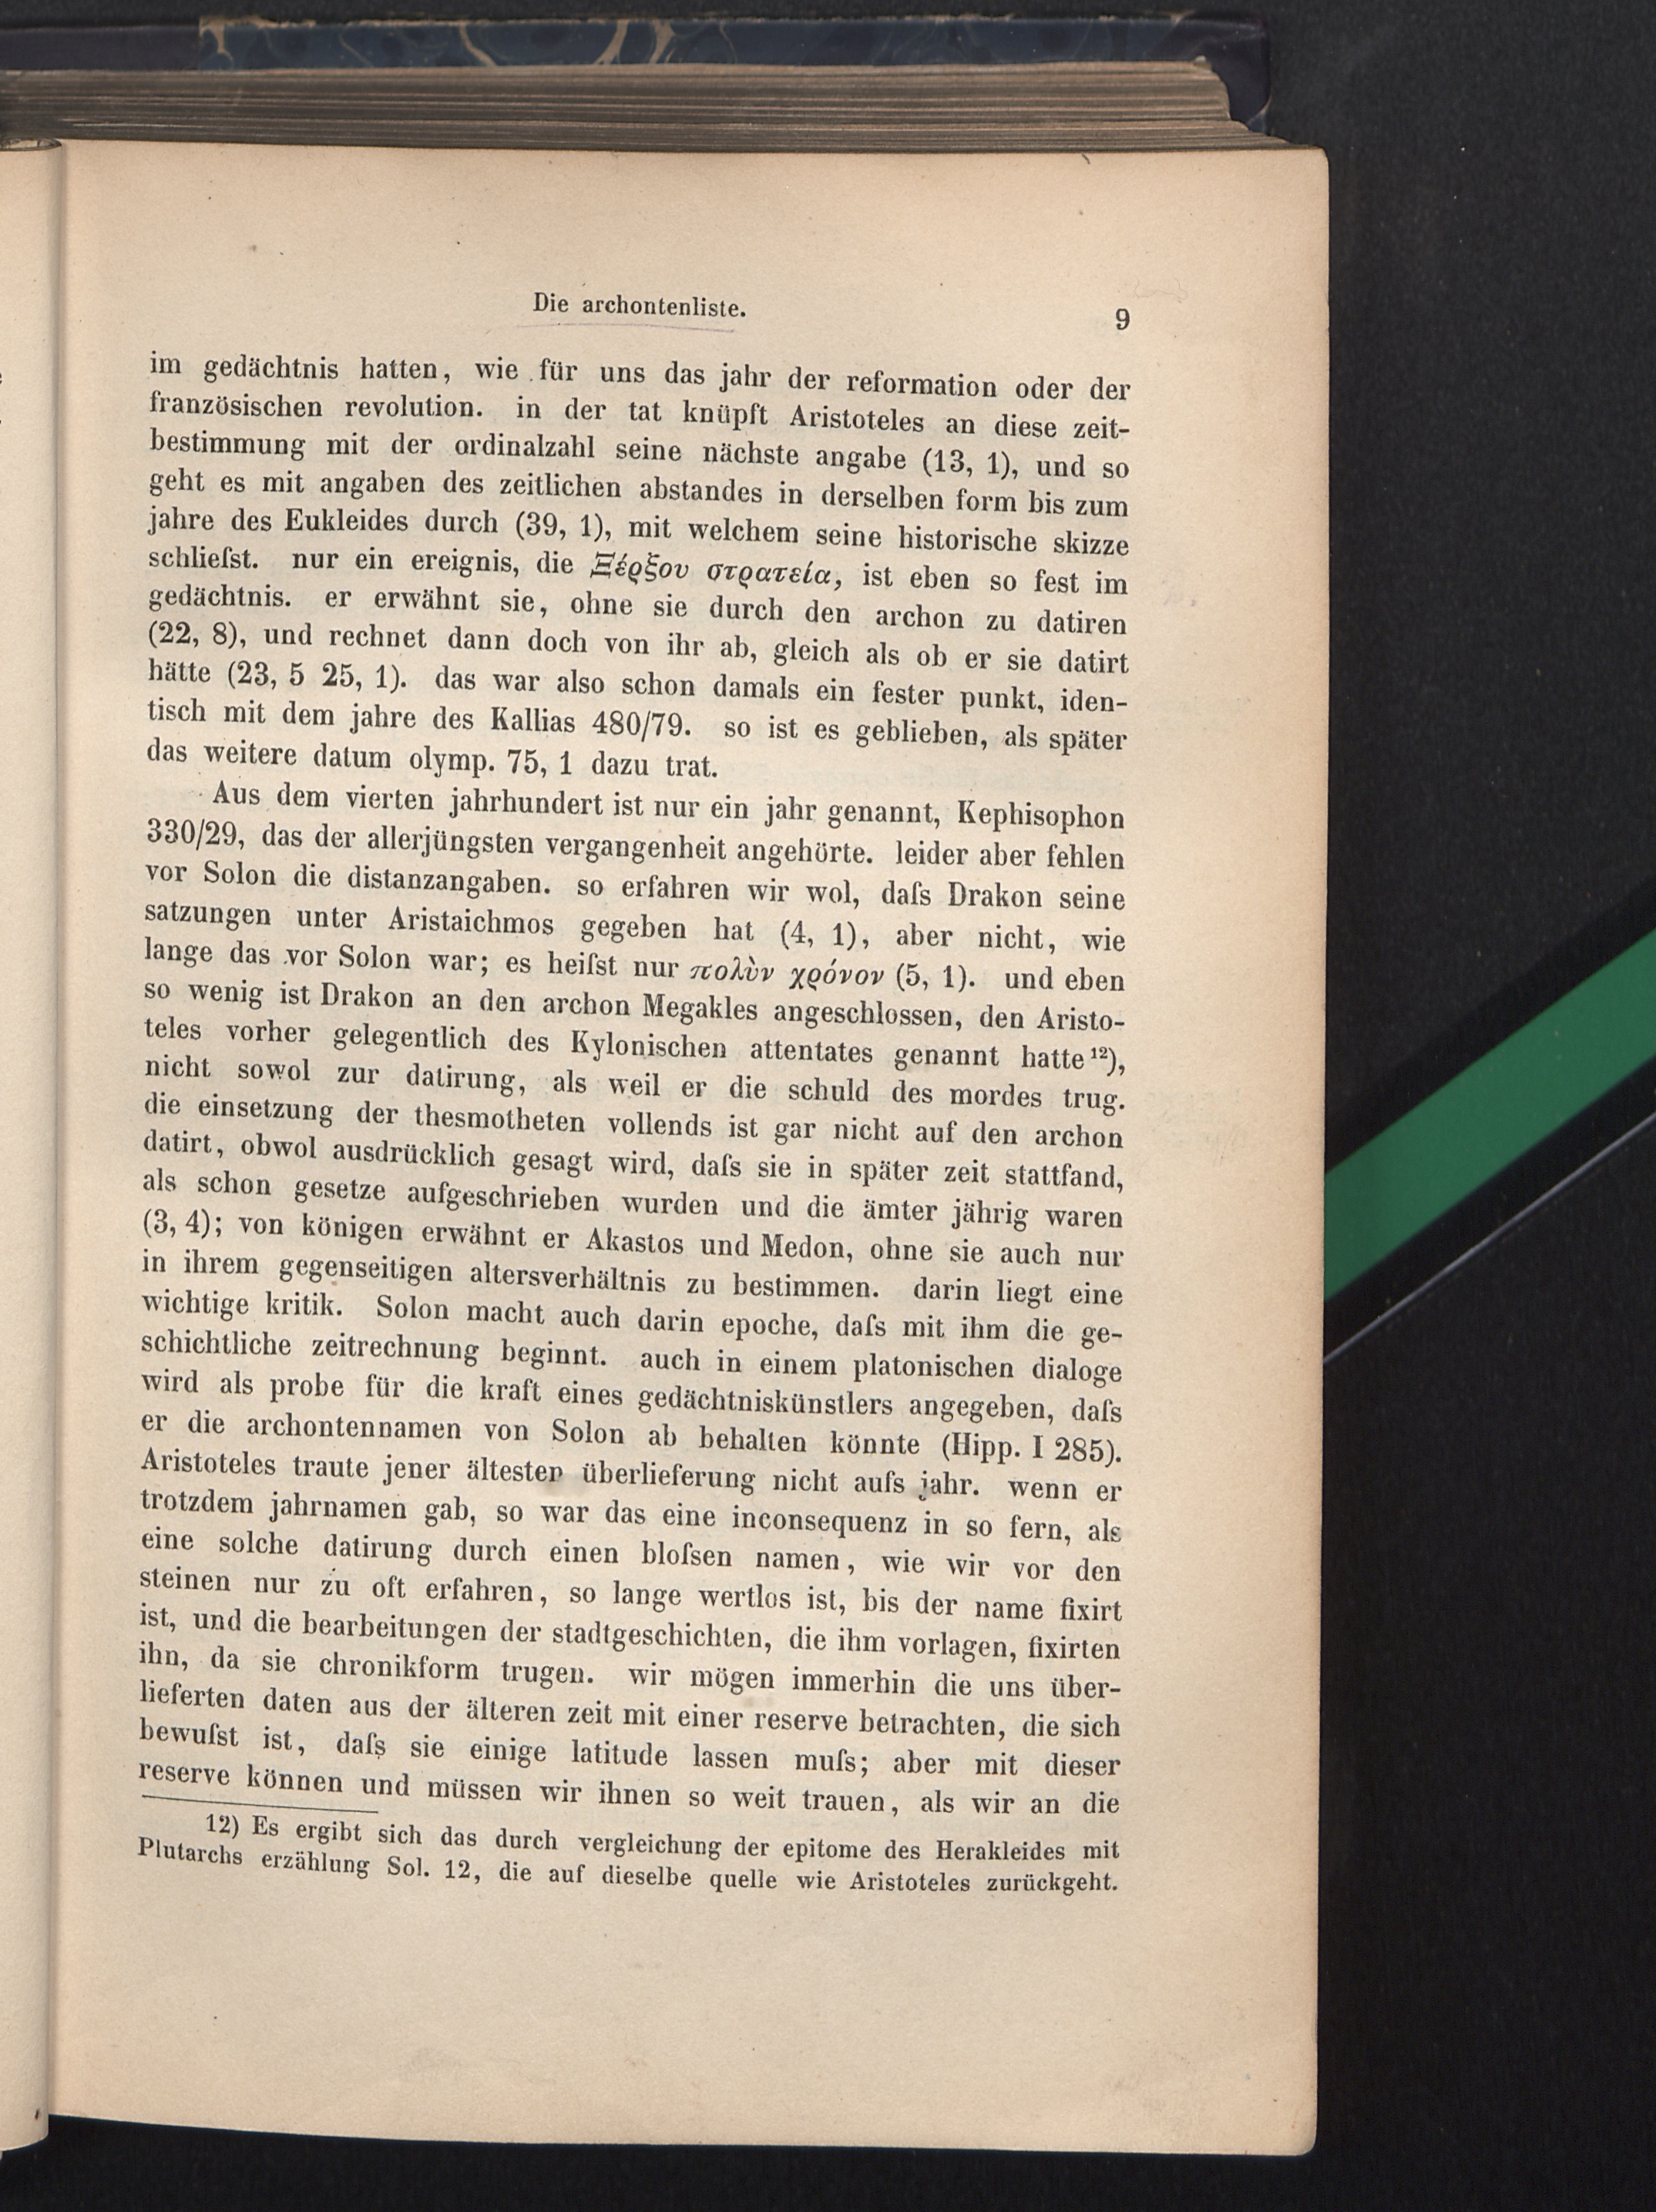 Die archontenliste.
9
im gedächtnis hatten, wie für uns das jahr der reformation oder der
französischen revolution. in der tat knüpft Aristoteles an diese zeit-
bestimmung mit der ordinalzahl seine nächste angabe (13, 1), und so
geht es mit angaben des zeitlichen abstandes in derselben form bis zum
jahre des Eukleides durch (39, 1), mit welchem seine historische skizze
schlieſst. nur ein ereignis, die Ξέρξου στρατεία, ist eben so fest im
gedächtnis. er erwähnt sie, ohne sie durch den archon zu datiren
(22, 8), und rechnet dann doch von ihr ab, gleich als ob er sie datirt
hätte (23, 5 25, 1). das war also schon damals ein fester punkt, iden-
tisch mit dem jahre des Kallias 480/79. so ist es geblieben, als später
das weitere datum olymp. 75, 1 dazu trat.
Aus dem vierten jahrhundert ist nur ein jahr genannt, Kephisophon
330/29, das der allerjüngsten vergangenheit angehörte. leider aber fehlen
vor Solon die distanzangaben. so erfahren wir wol, daſs Drakon seine
satzungen unter Aristaichmos gegeben hat (4, 1), aber nicht, wie
lange das vor Solon war; es heiſst nur πολὺν χρόνον (5, 1). und eben
so wenig ist Drakon an den archon Megakles angeschlossen, den Aristo-
teles vorher gelegentlich des Kylonischen attentates genannt hatte¹²),
nicht sowol zur datirung, als weil er die schuld des mordes trug.
die einsetzung der thesmotheten vollends ist gar nicht auf den archon
datirt, obwol ausdrücklich gesagt wird, daſs sie in später zeit stattfand,
als schon gesetze aufgeschrieben wurden und die ämter jährig waren
(3, 4); von königen erwähnt er Akastos und Medon, ohne sie auch nur
in ihrem gegenseitigen altersverhältnis zu bestimmen. darin liegt eine
wichtige kritik. Solon macht auch darin epoche, daſs mit ihm die ge-
schichtliche zeitrechnung beginnt. auch in einem platonischen dialoge
wird als probe für die kraft eines gedächtniskünstlers angegeben, daſs
er die archontennamen von Solon ab behalten könnte (Hipp. I 285).
Aristoteles traute jener ältesten überlieferung nicht aufs jahr. wenn er
trotzdem jahrnamen gab, so war das eine inconsequenz in so fern, als
eine solche datirung durch einen bloſsen namen, wie wir vor den
steinen nur zu oft erfahren, so lange wertlos ist, bis der name fixirt
ist, und die bearbeitungen der stadtgeschichten, die ihm vorlagen, fixirten
ihn, da sie chronikform trugen. wir mögen immerhin die uns über-
lieferten daten aus der älteren zeit mit einer reserve betrachten, die sich
bewuſst ist, daſs sie einige latitude lassen muſs; aber mit dieser
reserve können und müssen wir ihnen so weit trauen, als wir an die
12) Es ergibt sich das durch vergleichung der epitome des Herakleides mit
Plutarchs erzählung Sol. 12, die auf dieselbe quelle wie Aristoteles zurückgeht.